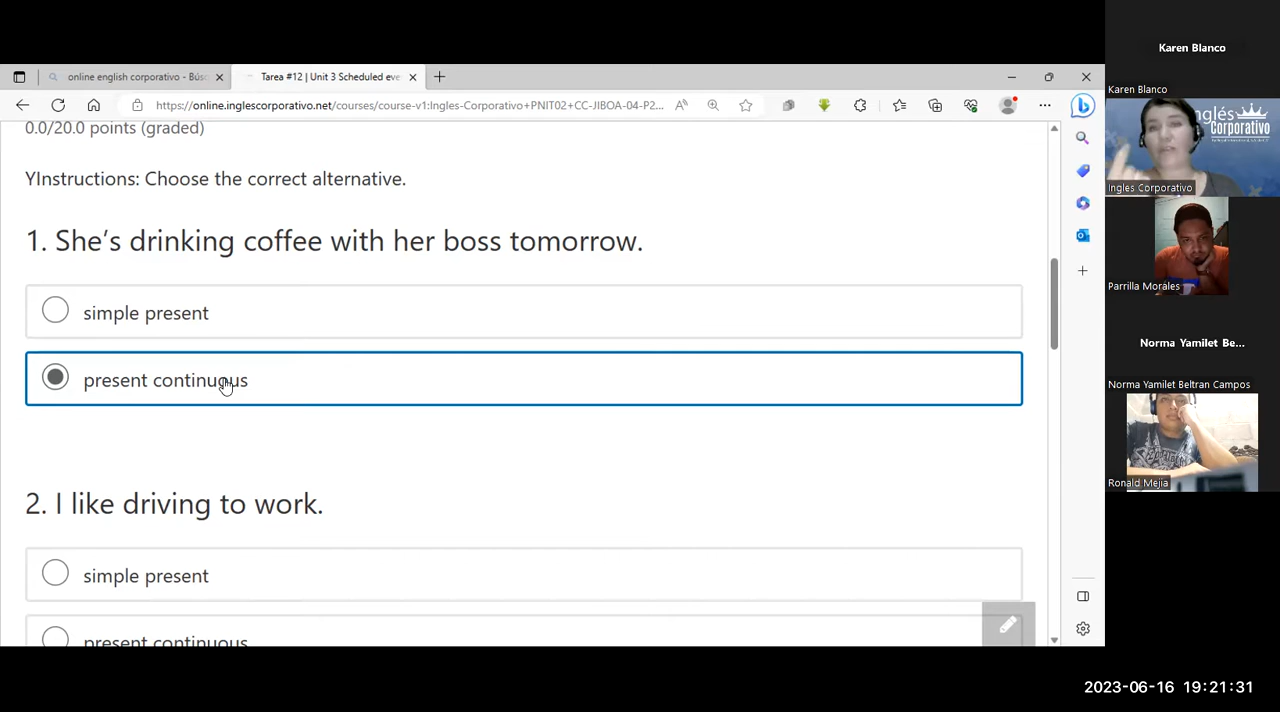 Karen Blanco
online english corporativo - Búsc
Tarea #12 | Unit 3 Scheduled eve
https://online.inglescorporativo.net/courses/course-v1:Ingles-Corporativo+PNIT02+CC-JIBOA-04-P2...
Karen Blanco
0.0/20.0 points (graded)
nglés
Corporativo
YInstructions: Choose the correct alternative.
Ingles Corporativo
1. She's drinking coffee with her boss tomorrow.
simple present
Parrilla Morales
present continuous
Norma Yamilet Be...
Norma Yamilet Beltran Campos
2. I like driving to work.
Ronald Mejia
simple present
present continuous
2023-06-16 19:21:31